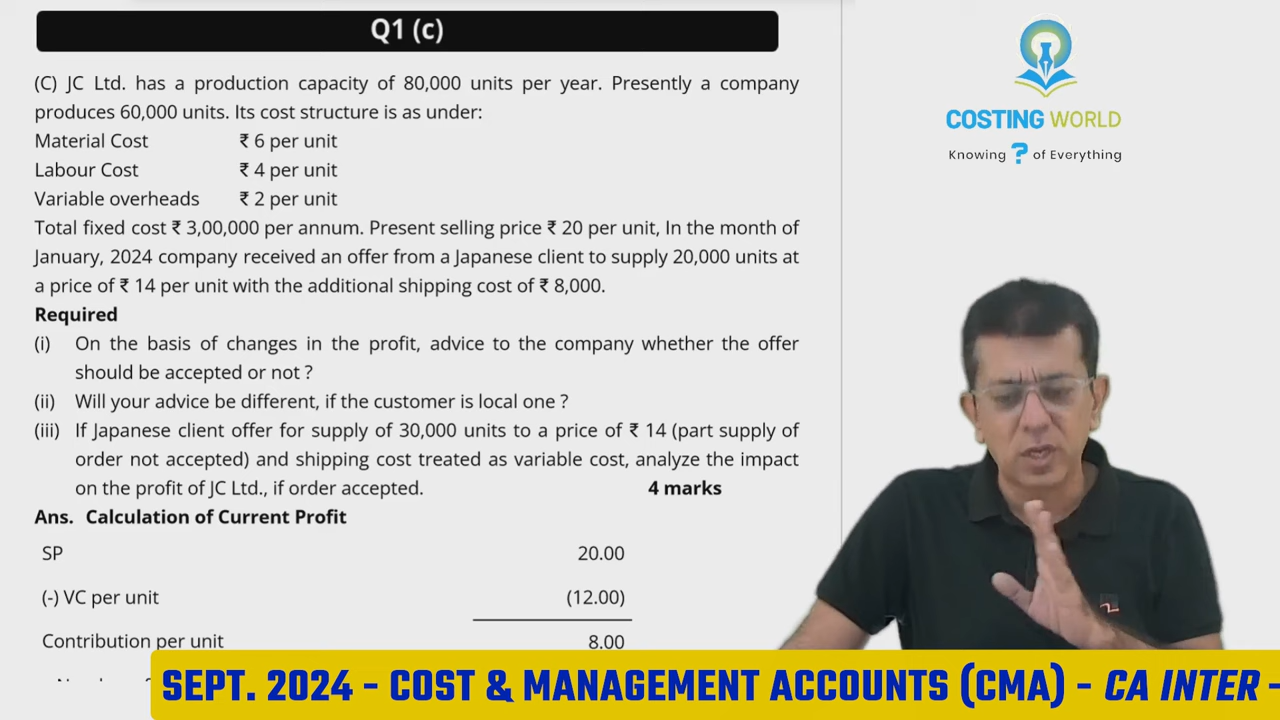 Q1 (c)
(C) JC Ltd. has a production capacity of 80,000 units per year. Presently a company
produces 60,000 units. Its cost structure is as under:
Material Cost ₹ 6 per unit
Labour Cost ₹ 4 per unit
Variable overheads ₹ 2 per unit
Total fixed cost ₹ 3,00,000 per annum. Present selling price ₹ 20 per unit, In the month of
January, 2024 company received an offer from a Japanese client to supply 20,000 units at
a price of ₹ 14 per unit with the additional shipping cost of ₹ 8,000.
Required
(i) On the basis of changes in the profit, advice to the company whether the offer
should be accepted or not ?
(ii) Will your advice be different, if the customer is local one ?
(iii) If Japanese client offer for supply of 30,000 units to a price of ₹ 14 (part supply of
order not accepted) and shipping cost treated as variable cost, analyze the impact
on the profit of JC Ltd., if order accepted. 4 marks
Ans. Calculation of Current Profit
SP 20.00
(-) VC per unit (12.00)
Contribution per unit 8.00
COSTING WORLD
Knowing ? of Everything
SEPT. 2024 - COST & MANAGEMENT ACCOUNTS (CMA) - CA INTER -